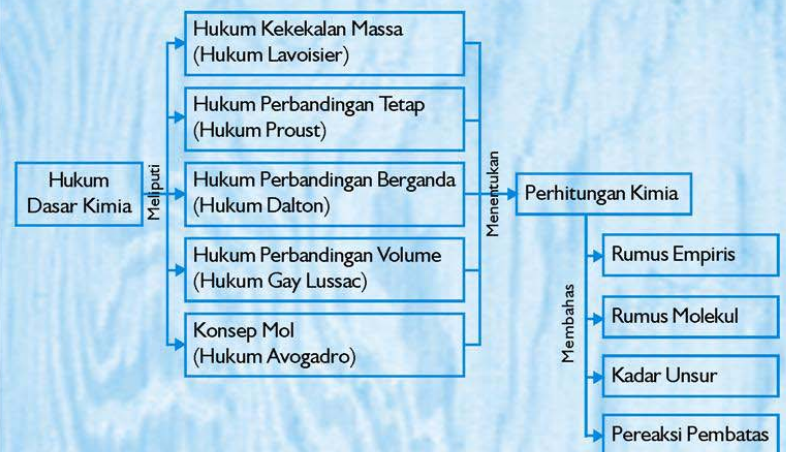 Hukum
Dasar Kimia
Meliputi
Hukum Kekekalan Massa
(Hukum Lavoisier)
Hukum Perbandingan Tetap
(Hukum Proust)
Hukum Perbandingan Berganda
(Hukum Dalton)
Hukum Perbandingan Volume
(Hukum Gay Lussac)
Konsep Mol
(Hukum Avogadro)
Menentukan
Perhitungan Kimia
Membahas
Rumus Empiris
Rumus Molekul
Kadar Unsur
Pereaksi Pembatas